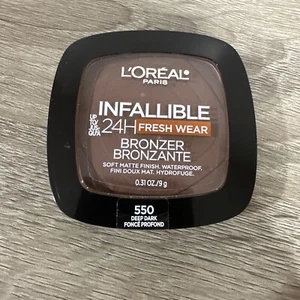 L'ORÉAL
PARIS
INFALLIBLE
UP TO
24H FRESH WEAR
BRONZER
BRONZANTE
SOFT MATTE FINISH. WATERPROOF.
FINI DOUX MAT. HYDROFUGE.
0.31 OZ/9 g
550
DEEP DARK
FONCÉ PROFOND